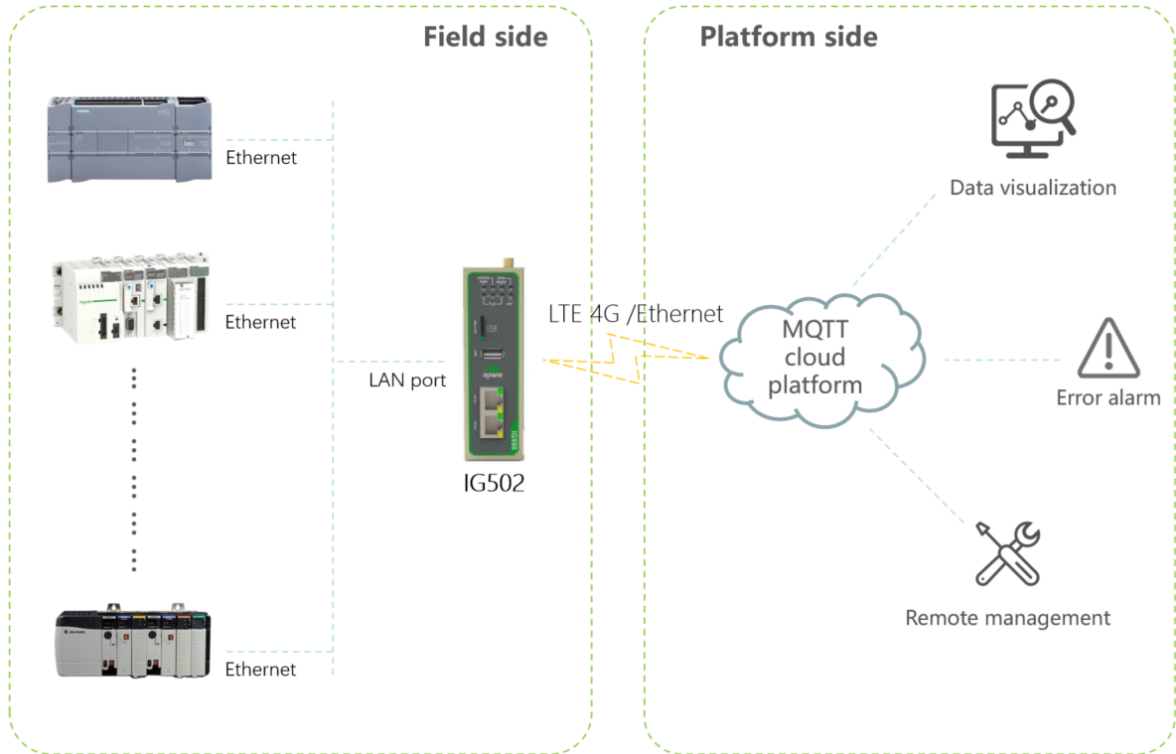 Field side
Platform side
Ethernet
Data visualization
Ethernet
LTE 4G /Ethernet
MQTT
cloud
platform
LAN port
Error alarm
IG502
IG500
Remote management
Ethernet